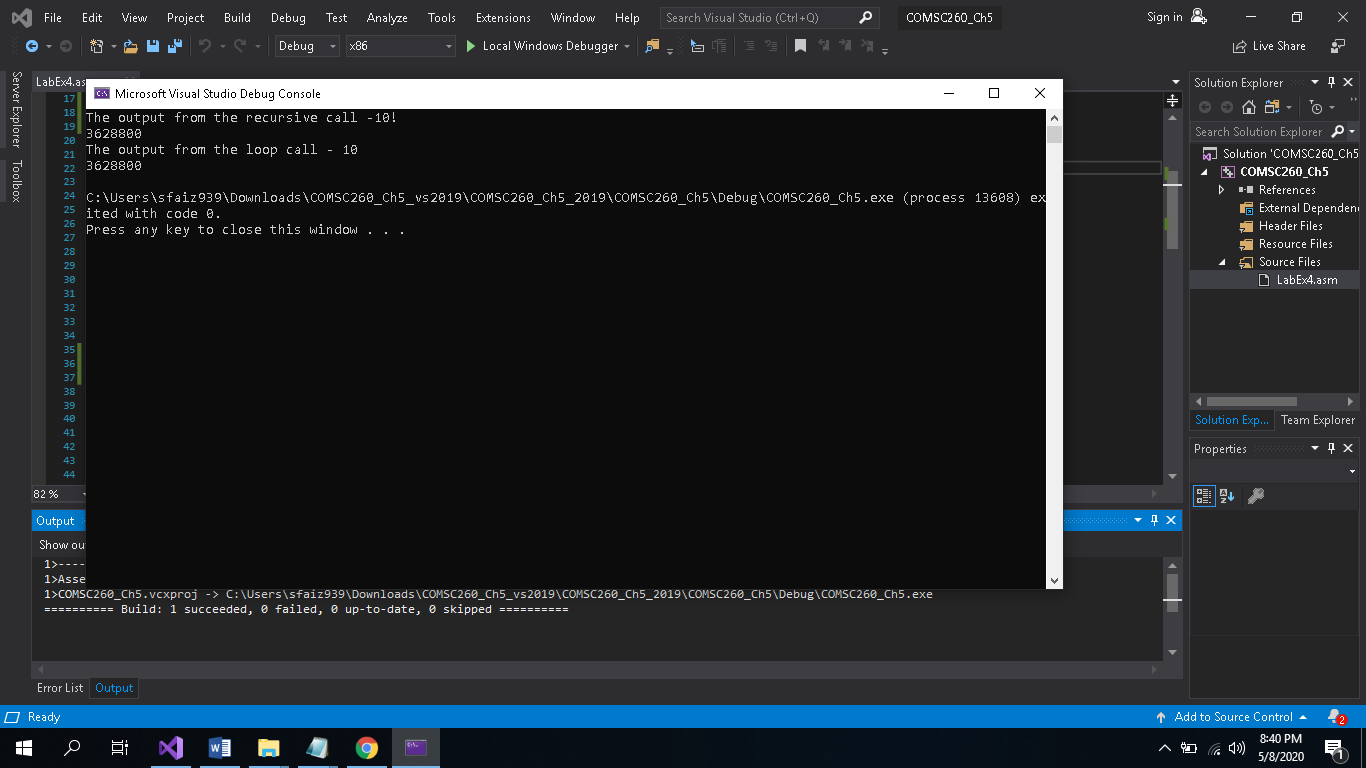 File Edit View Project Build Debug Test Analyze Tools Extensions Window Help Search Visual Studio (Ctrl+Q) COMSC260_Ch5 Sign in
Debug x86 Local Windows Debugger Live Share
Server Explorer
Toolbox
LabEx4.as
17
18
19
20
21
22
23
24
25
26
27
28
29
30
31
32
33
34
35
36
37
38
39
40
41
42
43
44
82 %
Microsoft Visual Studio Debug Console
The output from the recursive call -10!
3628800
The output from the loop call - 10
3628800
C:\Users\sfaiz939\Downloads\COMSC260_Ch5_vs2019\COMSC260_Ch5_2019\COMSC260_Ch5\Debug\COMSC260_Ch5.exe (process 13608) ex
ited with code 0.
Press any key to close this window . . .
Solution Explorer
Search Solution Explorer
Solution 'COMSC260_Ch5
COMSC260_Ch5
References
External Dependen
Header Files
Resource Files
Source Files
LabEx4.asm
Solution Exp... Team Explorer
Properties
Output
Show ou
1>----
1>Asse
1>COMSC260_Ch5.vcxproj -> C:\Users\sfaiz939\Downloads\COMSC260_Ch5_vs2019\COMSC260_Ch5_2019\COMSC260_Ch5\Debug\COMSC260_Ch5.exe
========== Build: 1 succeeded, 0 failed, 0 up-to-date, 0 skipped ==========
Error List Output
Ready Add to Source Control 2
8:40 PM
5/8/2020
1